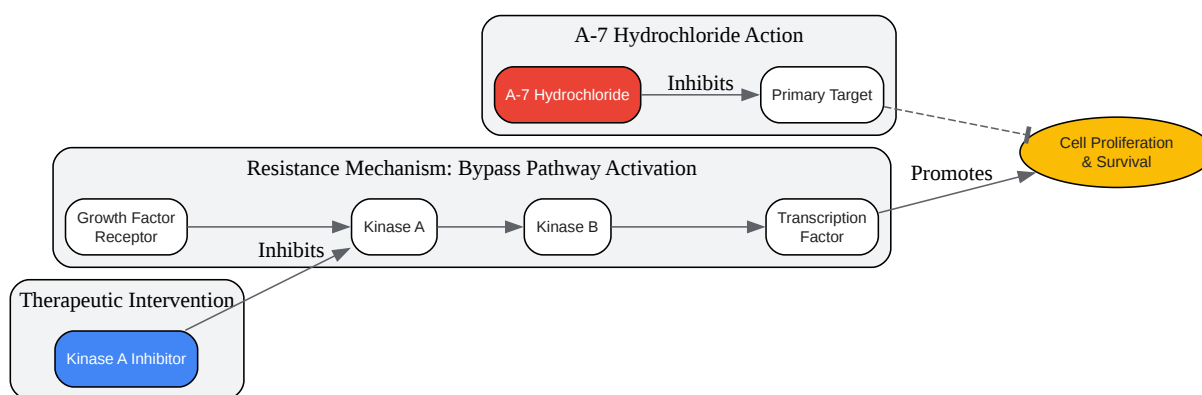 A-7 Hydrochloride Action
A-7 Hydrochloride
Inhibits
Primary Target
Cell Proliferation
& Survival
Resistance Mechanism: Bypass Pathway Activation
Promotes
Growth Factor
Receptor
Kinase A
Kinase B
Transcription
Factor
Inhibits
Therapeutic Intervention
Kinase A Inhibitor